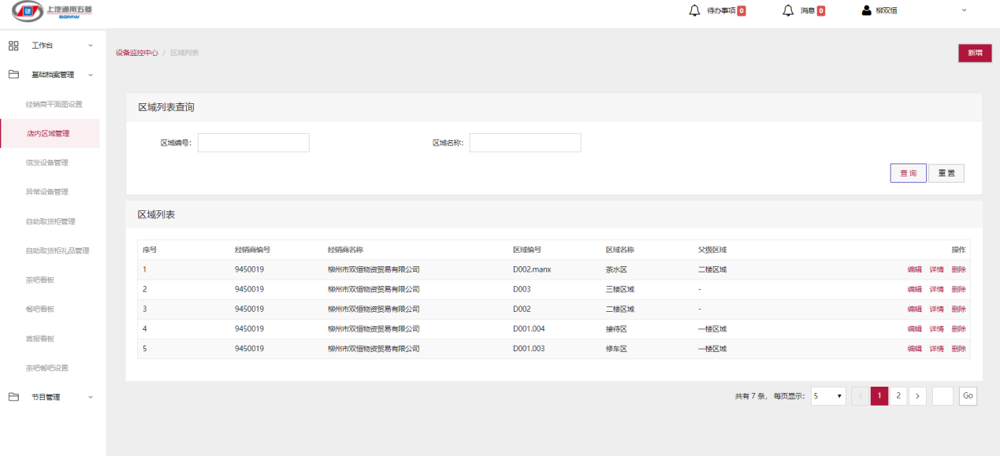 上汽通用五菱
SGMW
待办事项 0
消息 0
柳双恒
工作台
基础档案管理
经销商平面图设置
店内区域管理
信发设备管理
异常设备管理
自助取货柜管理
自助取货柜礼品管理
茶吧看板
餐吧看板
喜报看板
茶吧餐吧设置
节目管理
设备监控中心 / 区域列表
新增
区域列表查询
区域编号:
区域名称:
查 询
重 置
区域列表
序号 经销商编号 经销商名称 区域编号 区域名称 父级区域 操作
1 9450019 柳州市双恒物资贸易有限公司 D002.manx 茶水区 二楼区域 编辑 详情 删除
2 9450019 柳州市双恒物资贸易有限公司 D003 三楼区域 - 编辑 详情 删除
3 9450019 柳州市双恒物资贸易有限公司 D002 二楼区域 - 编辑 详情 删除
4 9450019 柳州市双恒物资贸易有限公司 D001.004 接待区 一楼区域 编辑 详情 删除
5 9450019 柳州市双恒物资贸易有限公司 D001.003 修车区 一楼区域 编辑 详情 删除
共有 7 条, 每页显示: 5 < 1 2 > Go